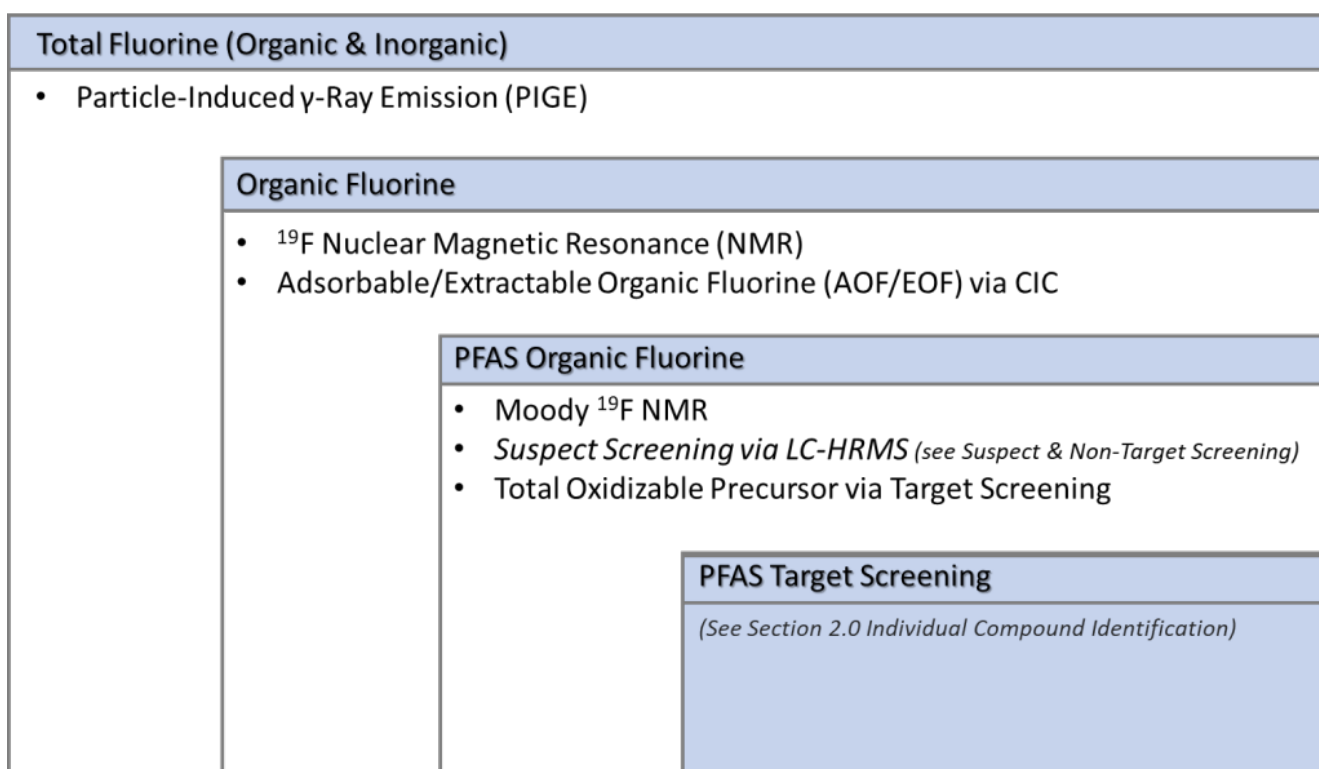 Total Fluorine (Organic & Inorganic)
• Particle-Induced γ-Ray Emission (PIGE)
Organic Fluorine
• ¹⁹F Nuclear Magnetic Resonance (NMR)
• Adsorbable/Extractable Organic Fluorine (AOF/EOF) via CIC
PFAS Organic Fluorine
• Moody ¹⁹F NMR
• Suspect Screening via LC-HRMS (see Suspect & Non-Target Screening)
• Total Oxidizable Precursor via Target Screening
PFAS Target Screening
(See Section 2.0 Individual Compound Identification)